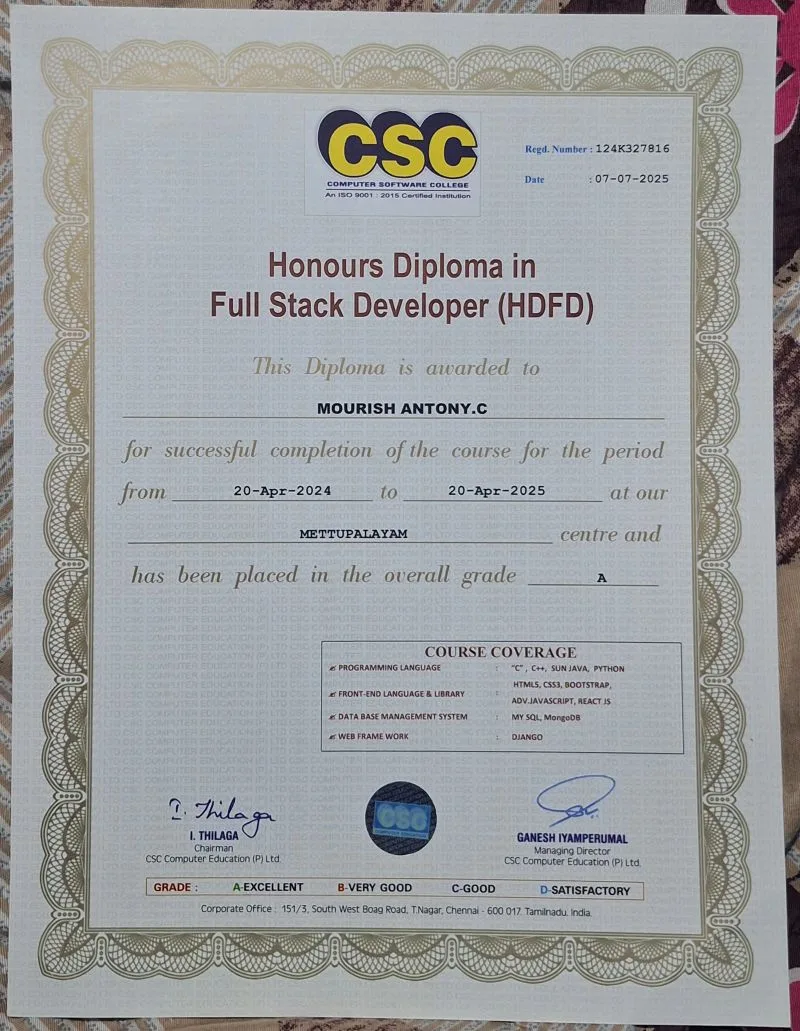 CSC
COMPUTER SOFTWARE COLLEGE
An ISO 9001 : 2015 Certified Institution
Regd. Number : 124K327816
Date : 07-07-2025
Honours Diploma in
Full Stack Developer (HDFD)
This Diploma is awarded to
MOURISH ANTONY.C
for successful completion of the course for the period
from 20-Apr-2024 to 20-Apr-2025 at our
METTUPALAYAM centre and
has been placed in the overall grade A
COURSE COVERAGE
PROGRAMMING LANGUAGE : "C", C++, SUN JAVA, PYTHON
FRONT-END LANGUAGE & LIBRARY : HTML5, CSS3, BOOTSTRAP,
ADV.JAVASCRIPT, REACT JS
DATA BASE MANAGEMENT SYSTEM : MY SQL, MongoDB
WEB FRAME WORK : DJANGO
I. Thilaga
I. THILAGA
Chairman
CSC Computer Education (P) Ltd.
CSC
COMPUTER EDUCATION
GANESH IYAMPERUMAL
Managing Director
CSC Computer Education (P) Ltd.
GRADE : A-EXCELLENT B-VERY GOOD C-GOOD D-SATISFACTORY
Corporate Office : 151/3, South West Boag Road, T.Nagar, Chennai - 600 017. Tamilnadu. India.